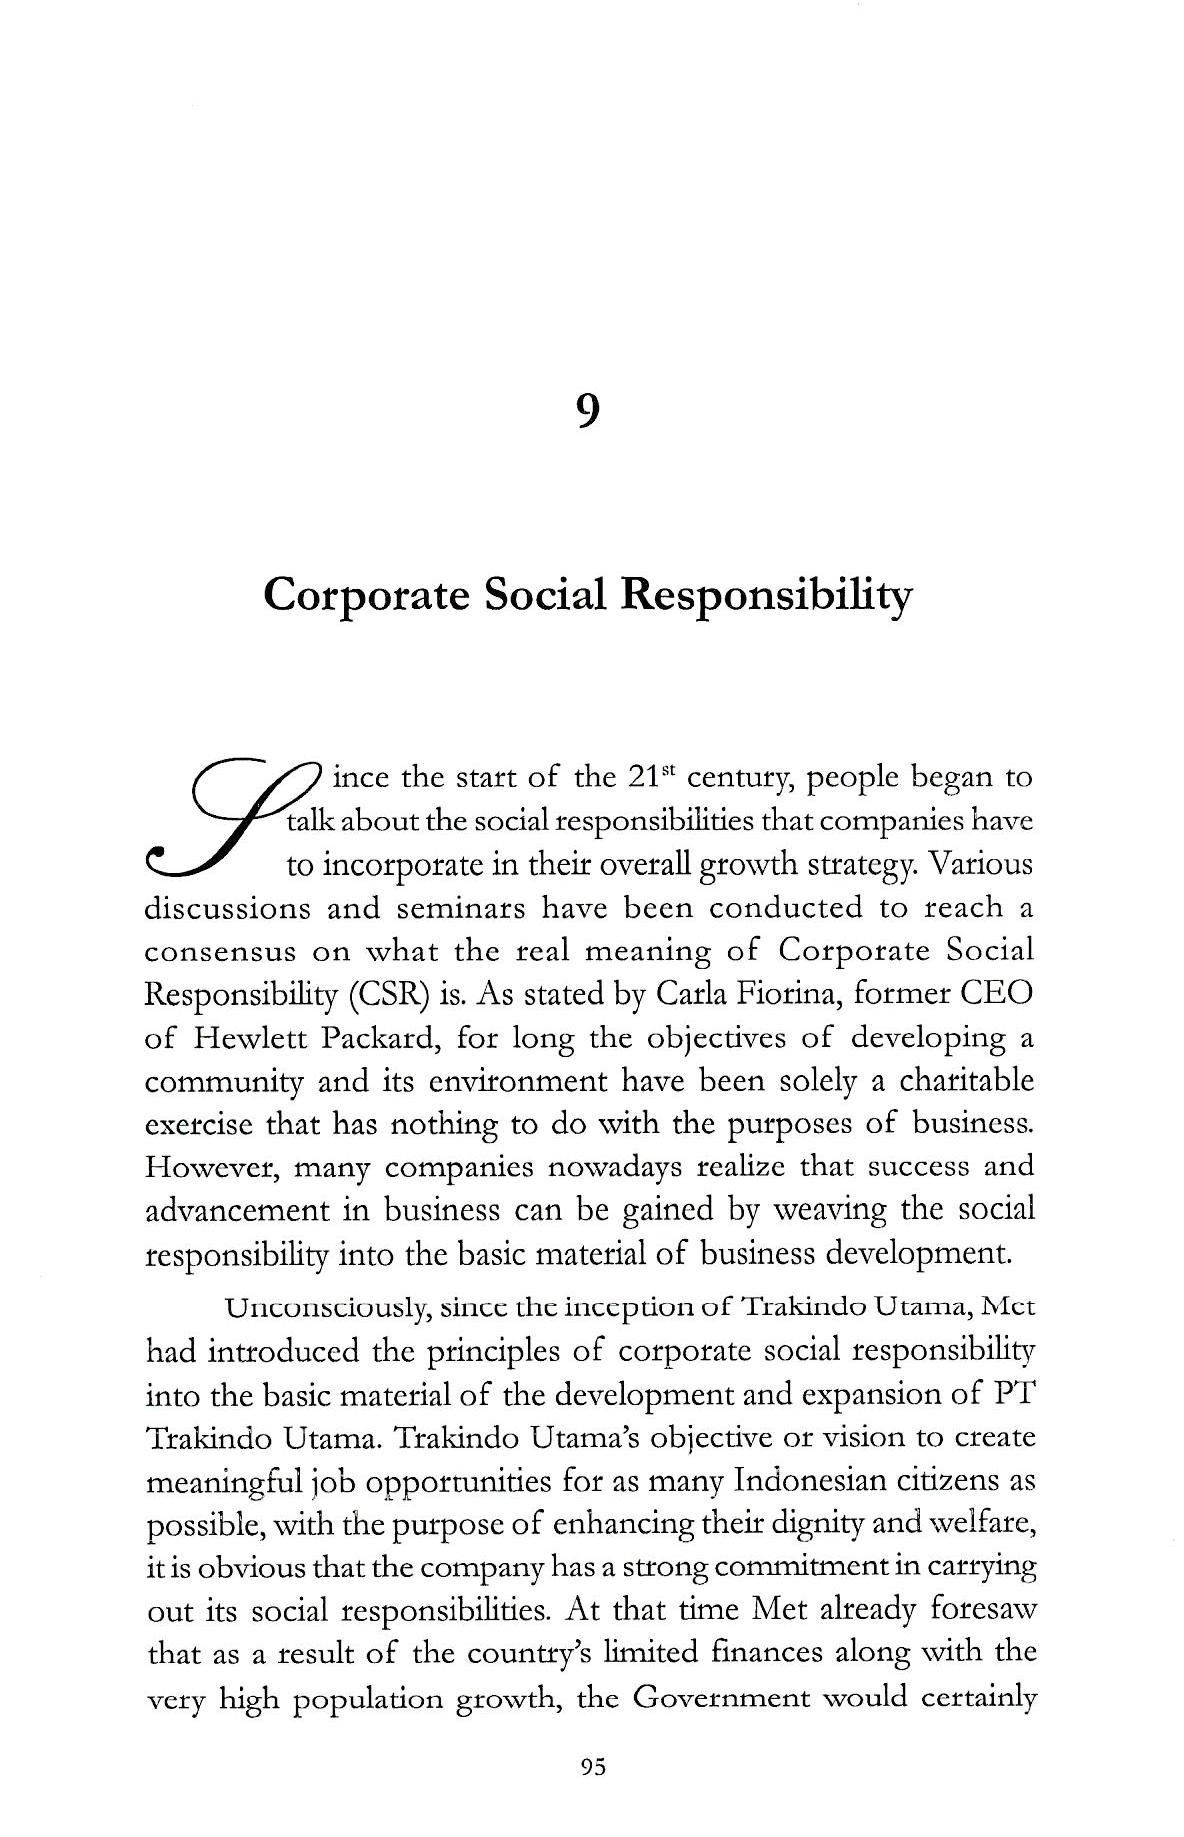 9
Corporate Social Responsibility
Since the start of the 21st century, people began to
talk about the social responsibilities that companies have
to incorporate in their overall growth strategy. Various
discussions and seminars have been conducted to reach a
consensus on what the real meaning of Corporate Social
Responsibility (CSR) is. As stated by Carla Fiorina, former CEO
of Hewlett Packard, for long the objectives of developing a
community and its environment have been solely a charitable
exercise that has nothing to do with the purposes of business.
However, many companies nowadays realize that success and
advancement in business can be gained by weaving the social
responsibility into the basic material of business development.
Unconsciously, since the inception of Trakindo Utama, Met
had introduced the principles of corporate social responsibility
into the basic material of the development and expansion of PT
Trakindo Utama. Trakindo Utama's objective or vision to create
meaningful job opportunities for as many Indonesian citizens as
possible, with the purpose of enhancing their dignity and welfare,
it is obvious that the company has a strong commitment in carrying
out its social responsibilities. At that time Met already foresaw
that as a result of the country's limited finances along with the
very high population growth, the Government would certainly
95